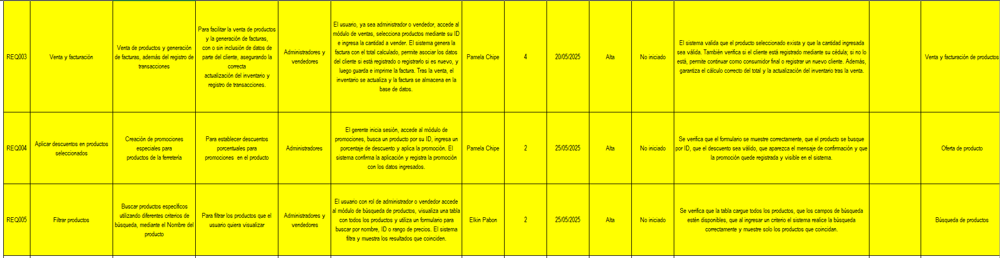 REQ003
Venta y facturación
Venta de productos y generación
de facturas, además del registro de
transacciones
Para facilitar la venta de productos
y la generación de facturas,
con o sin inclusión de datos de
parte del cliente, asegurando la
correcta
actualización del inventario y
registro de transacciones.
Administradores y
vendedores
El usuario, ya sea administrador o vendedor, accede al
módulo de ventas, selecciona productos mediante su ID
e ingresa la cantidad a vender. El sistema genera la
factura con el total calculado, permite asociar los datos
del cliente si está registrado o registrarlo si es nuevo, y
luego guarda e imprime la factura. Tras la venta, el
inventario se actualiza y la factura se almacena en la
base de datos.
Pamela Chipe
4
20/05/2025
Alta
No iniciado
El sistema valida que el producto seleccionado exista y que la cantidad ingresada
sea válida. También verifica si el cliente está registrado mediante su cédula; si no lo
está, permite continuar como consumidor final o registrar un nuevo cliente. Además,
garantiza el cálculo correcto del total y la actualización del inventario tras la venta.
Venta y facturación de productos
REQ004
Aplicar descuentos en productos
seleccionados
Creación de promociones
especiales para
productos de la ferretería
Para establecer descuentos
porcentuales para
promociones en el producto
Administradores
El gerente inicia sesión, accede al módulo de
promociones, busca un producto por su ID, ingresa un
porcentaje de descuento y aplica la promoción. El
sistema confirma la aplicación y registra la promoción
con los datos ingresados.
Pamela Chipe
2
25/05/2025
Alta
No iniciado
Se verifica que el formulario se muestre correctamente, que el producto se busque
por ID, que el descuento sea válido, que aparezca el mensaje de confirmación y que
la promoción quede registrada y visible en el sistema.
Oferta de producto
REQ005
Filtrar productos
Buscar productos específicos
utilizando diferentes criterios de
búsqueda, mediante el Nombre del
producto
Para filtrar los productos que el
usuario quiera visualizar
Administradores y
vendedores
El usuario con rol de administrador o vendedor accede
al módulo de búsqueda de productos, visualiza una tabla
con todos los productos y utiliza un formulario para
buscar por nombre, ID o rango de precios. El sistema
filtra y muestra los resultados que coinciden.
Elkin Pabon
2
25/05/2025
Alta
No iniciado
Se verifica que la tabla cargue todos los productos, que los campos de búsqueda
estén disponibles, que al ingresar un criterio el sistema realice la búsqueda
correctamente y muestre solo los productos que coincidan.
Búsqueda de productos